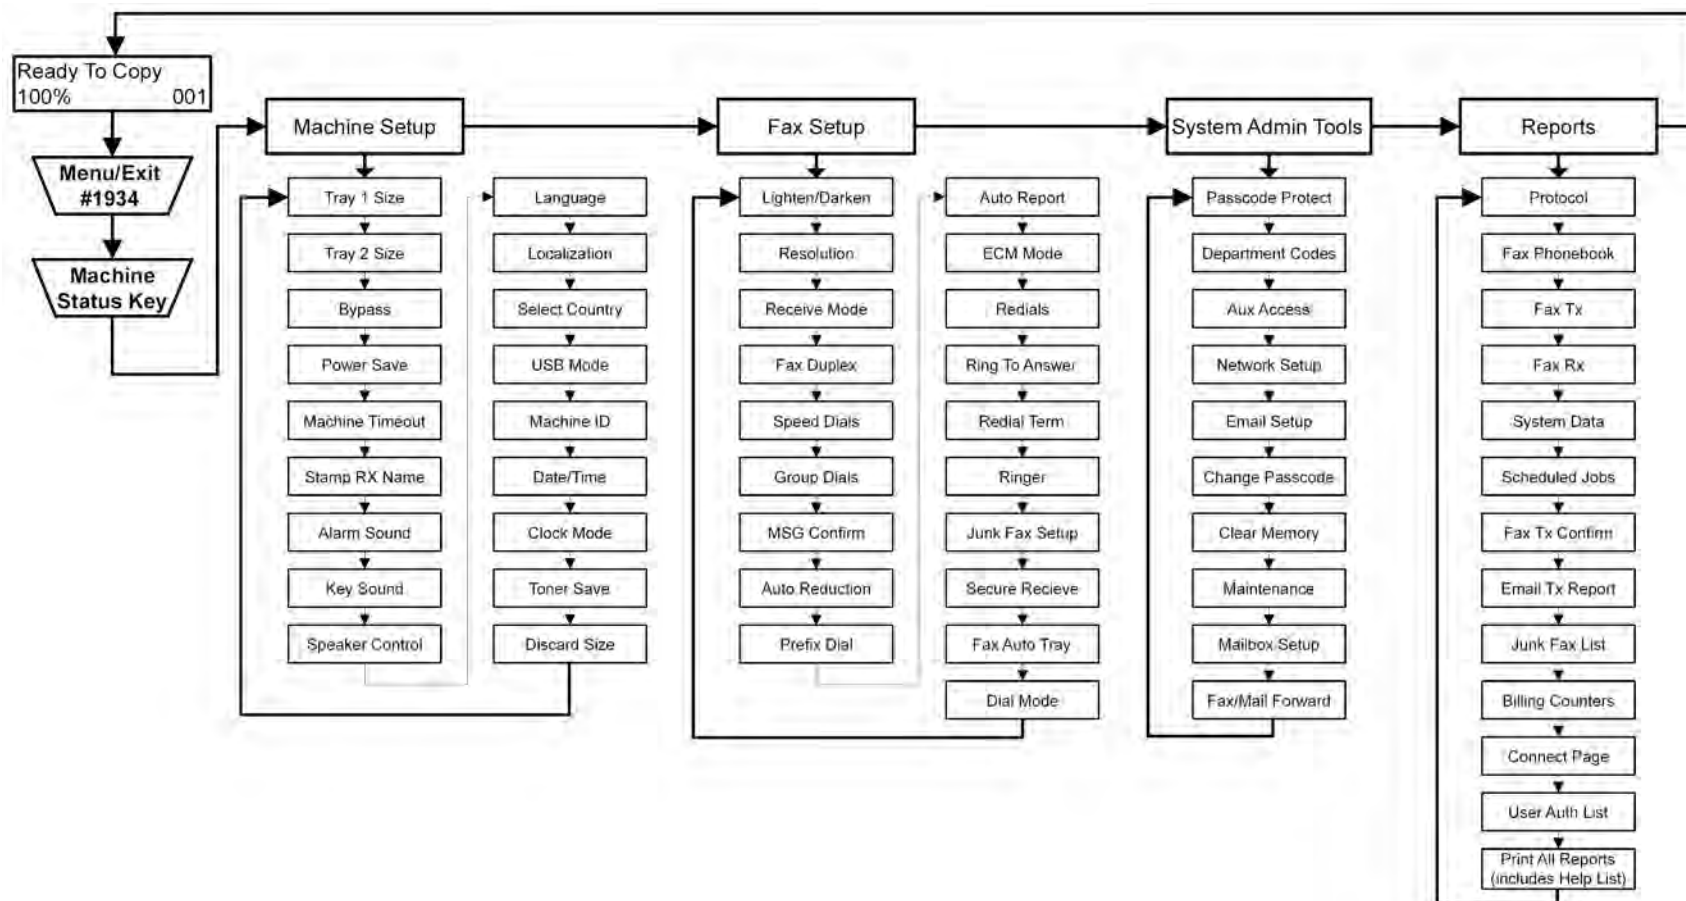 Ready To Copy
100% 001
Menu/Exit
#1934
Machine
Status Key
Machine Setup
Tray 1 Size
Tray 2 Size
Bypass
Power Save
Machine Timeout
Stamp RX Name
Alarm Sound
Key Sound
Speaker Control
Language
Localization
Select Country
USB Mode
Machine ID
Date/Time
Clock Mode
Toner Save
Discard Size
Fax Setup
Lighten/Darken
Resolution
Receive Mode
Fax Duplex
Speed Dials
Group Dials
MSG Confirm
Auto Reduction
Prefix Dial
Auto Report
ECM Mode
Redials
Ring To Answer
Redial Term
Ringer
Junk Fax Setup
Secure Recieve
Fax Auto Tray
Dial Mode
System Admin Tools
Passcode Protect
Department Codes
Aux Access
Network Setup
Email Setup
Change Passcode
Clear Memory
Maintenance
Mailbox Setup
Fax/Mail Forward
Reports
Protocol
Fax Phonebook
Fax Tx
Fax Rx
System Data
Scheduled Jobs
Fax Tx Confirm
Email Tx Report
Junk Fax List
Billing Counters
Connect Page
User Auth List
Print All Reports
(includes Help List)